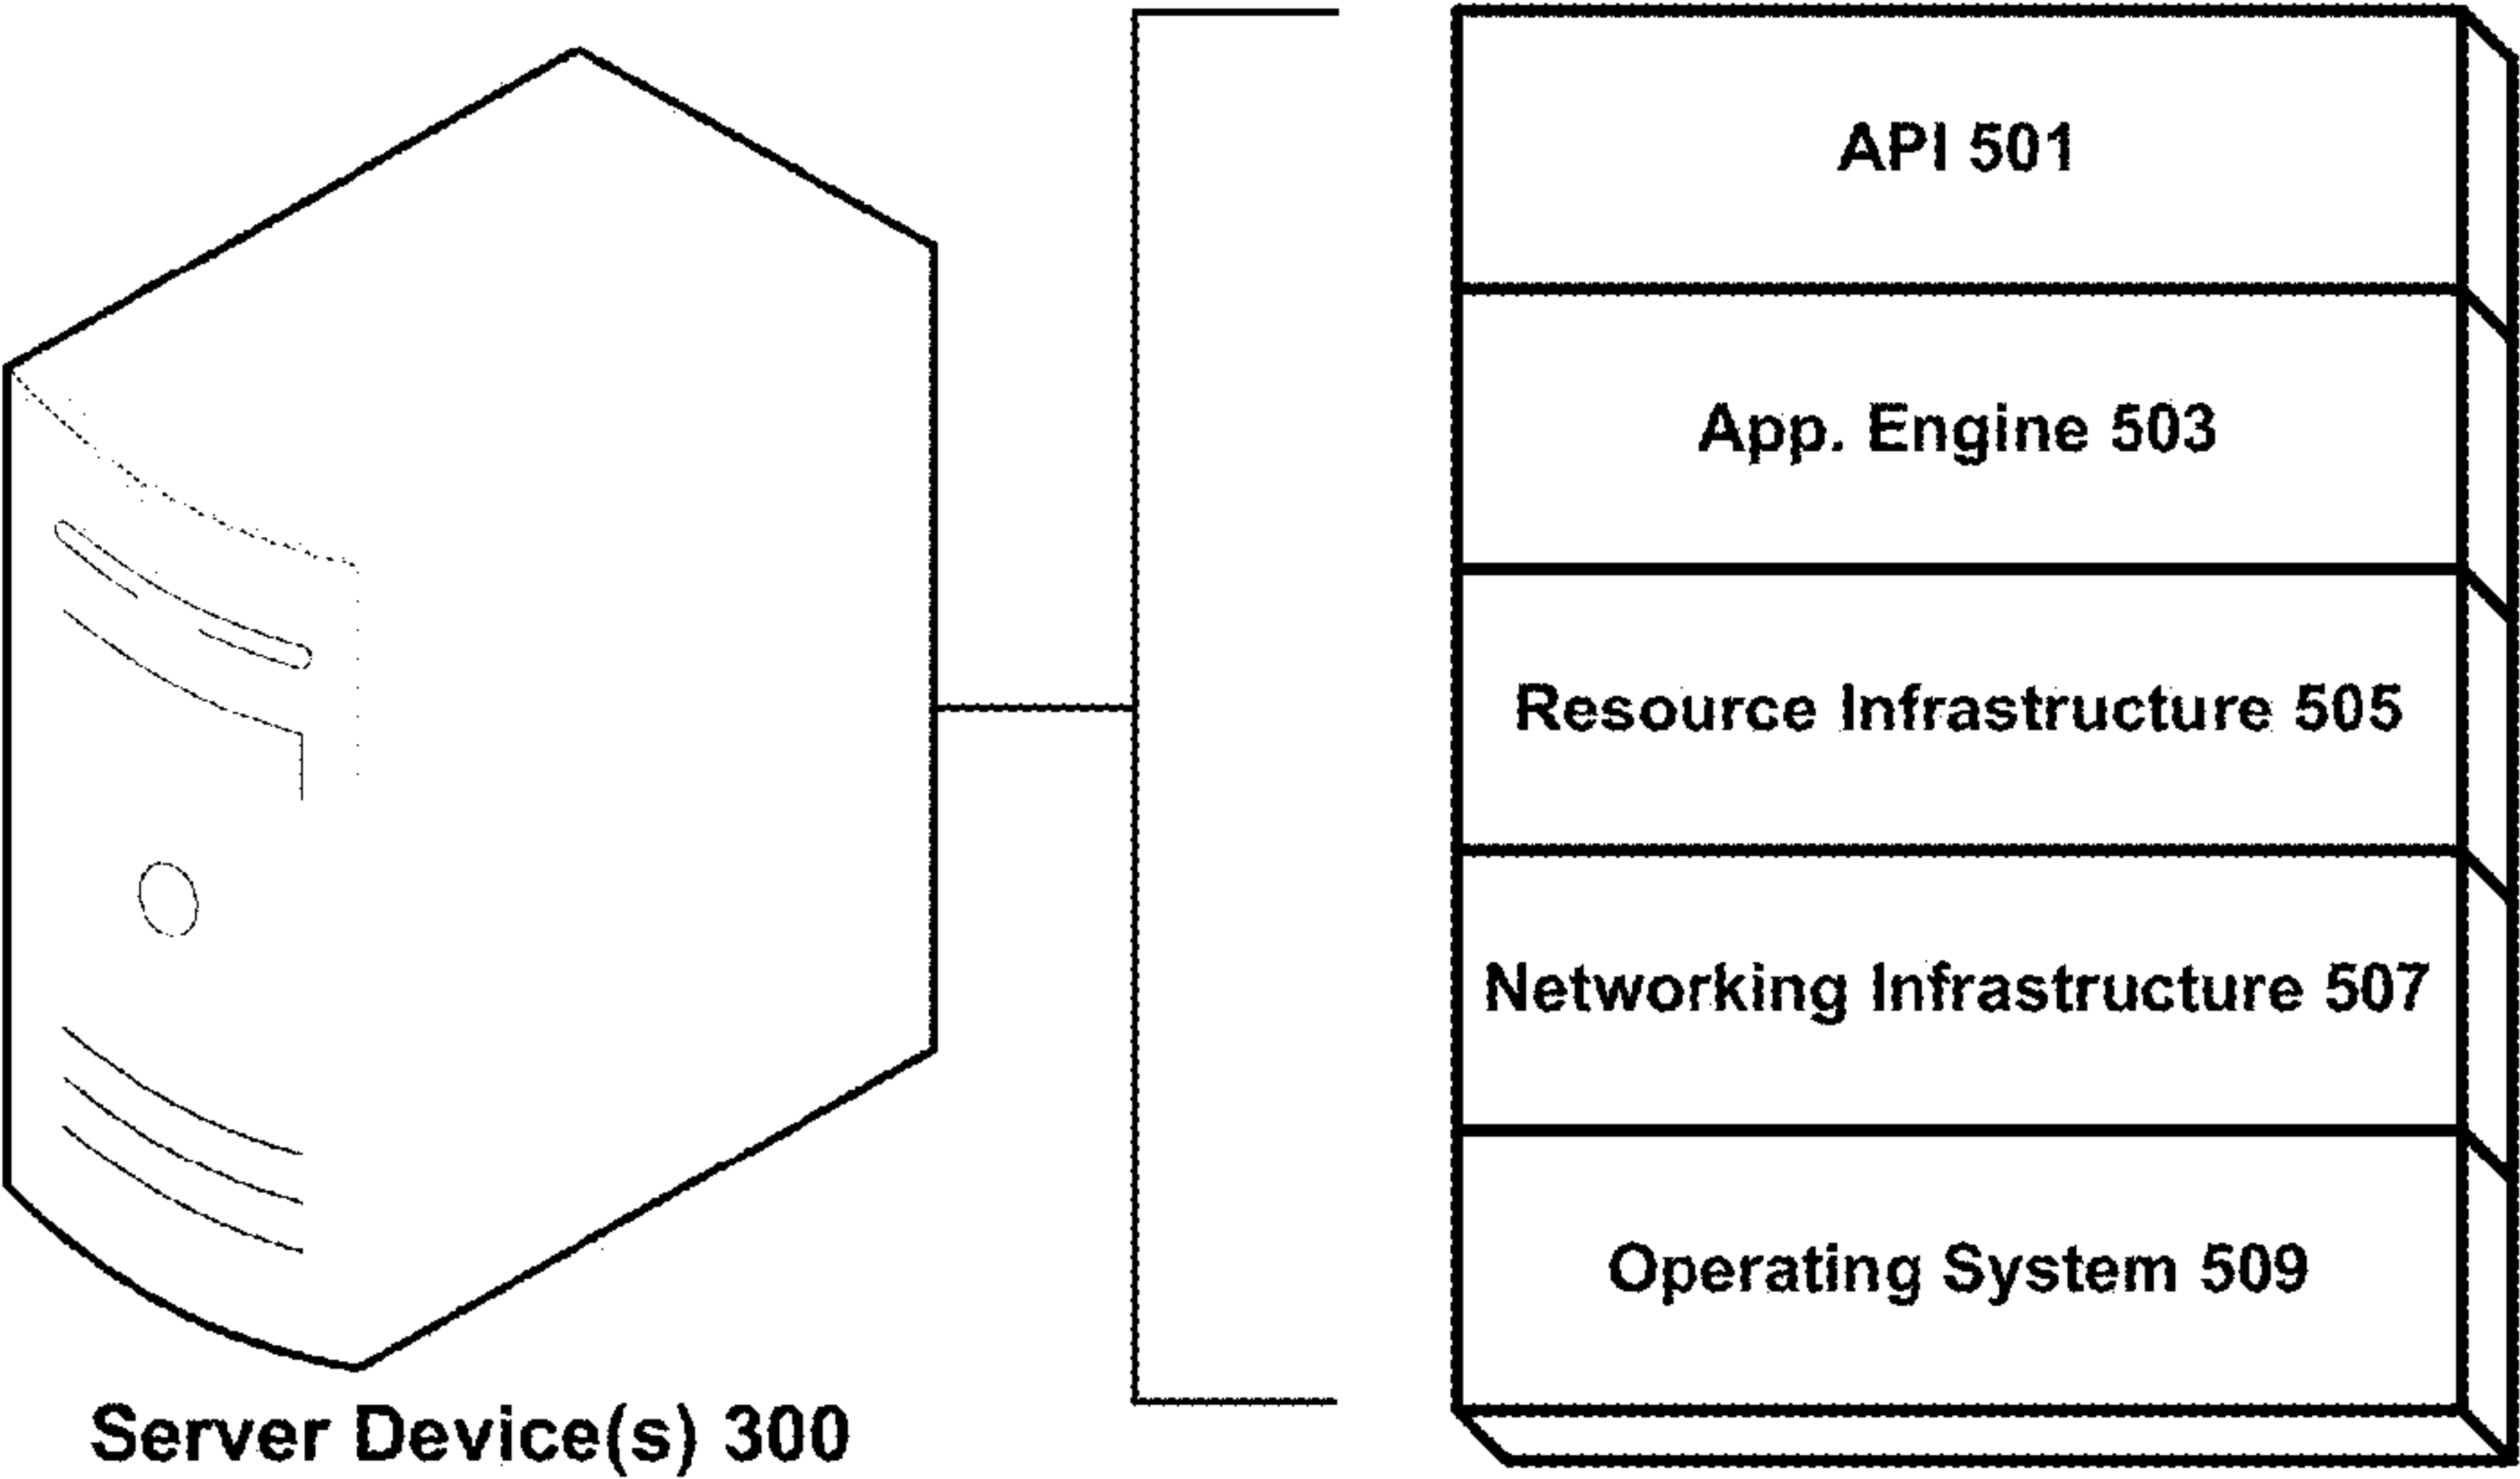 API 501
App. Engine 503
Resource Infrastructure 505
Networking Infrastructure 507
Operating System 509
Server Device(s) 300